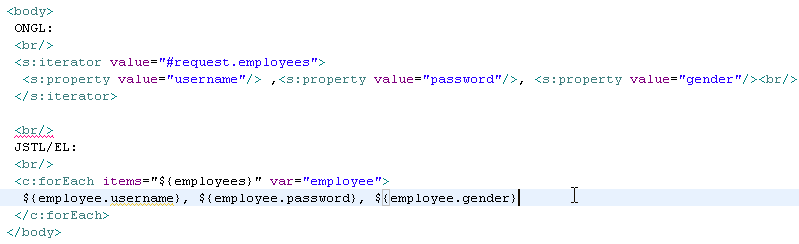 <body>
ONGL:
<br/>
<s:iterator value="#request.employees">
<s:property value="username"/> ,<s:property value="password"/>, <s:property value="gender"/><br/>
</s:iterator>
<br/>
JSTL/EL:
<br/>
<c:forEach items="${employees}" var="employee">
${employee.username}, ${employee.password}, ${employee.gender}
</c:forEach>
</body>